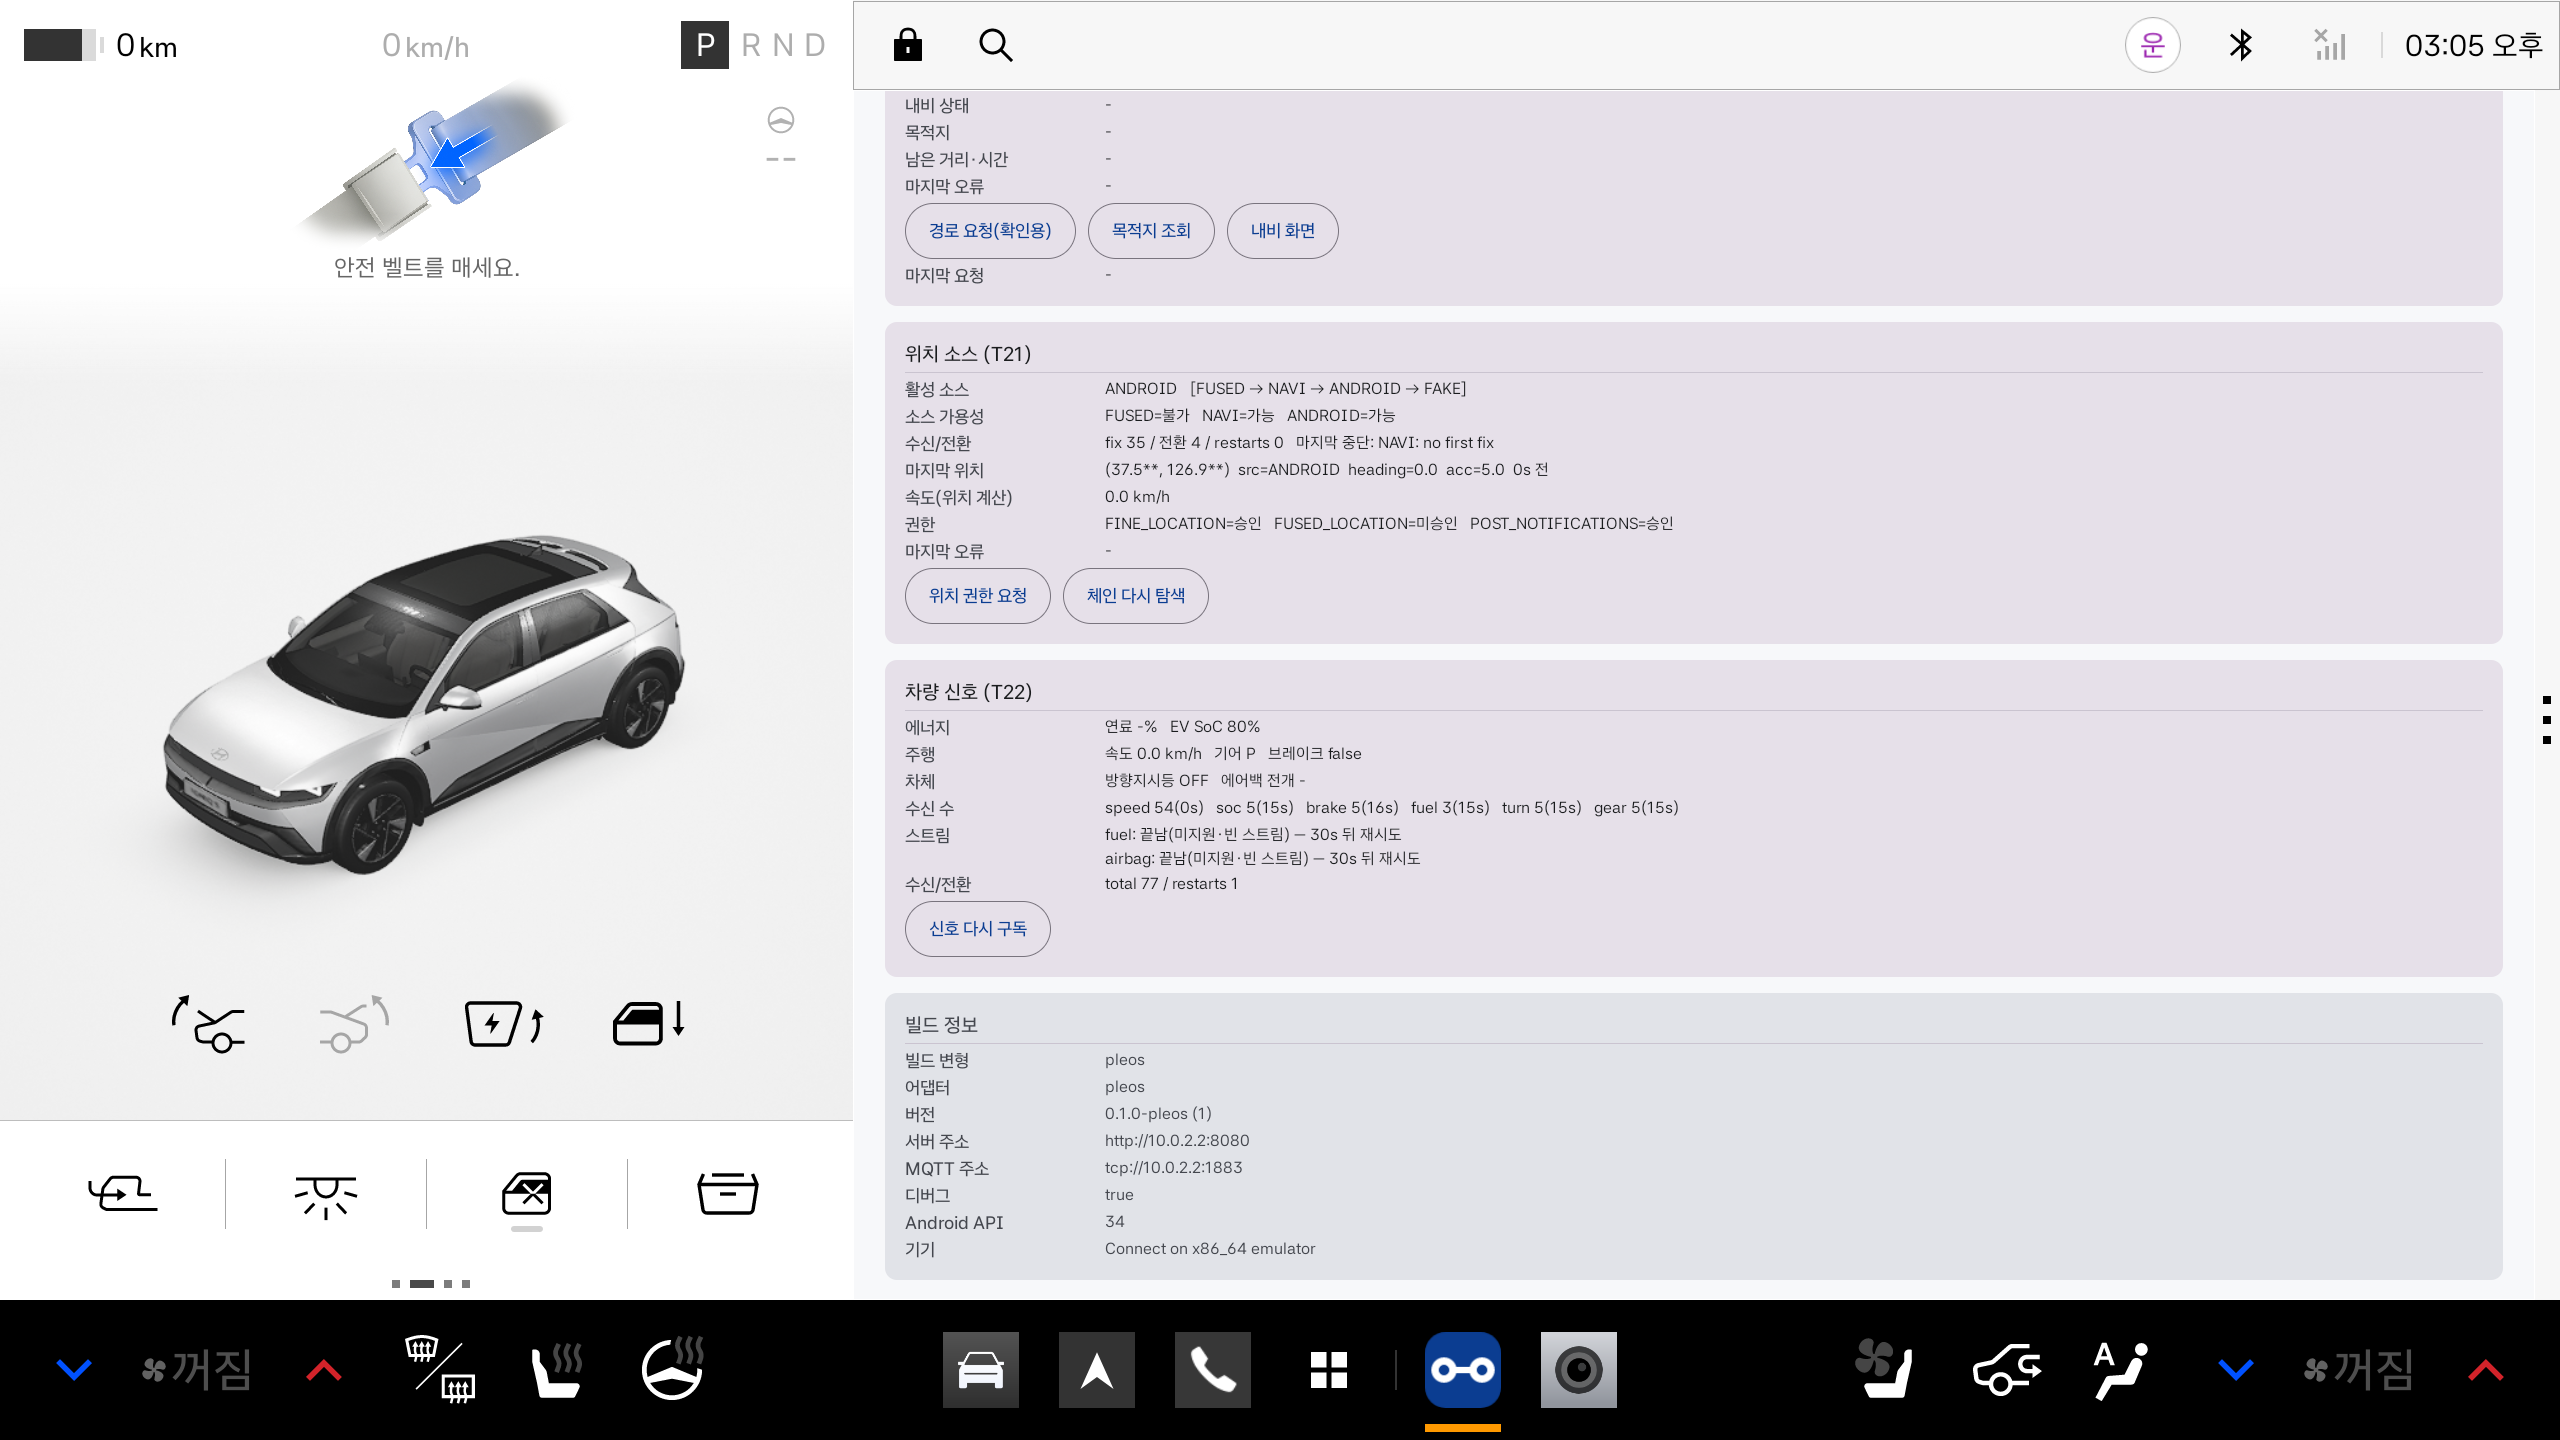 0 km
0 km/h
P R N D
안전 벨트를 매세요.
운
03:05 오후
내비 상태 -
목적지 -
남은 거리·시간 -
마지막 오류 -
경로 요청(확인용) 목적지 조회 내비 화면
마지막 요청 -
위치 소스 (T21)
활성 소스 ANDROID [FUSED → NAVI → ANDROID → FAKE]
소스 가용성 FUSED=불가 NAVI=가능 ANDROID=가능
수신/전환 fix 35 / 전환 4 / restarts 0 마지막 중단: NAVI: no first fix
마지막 위치 (37.5**, 126.9**) src=ANDROID heading=0.0 acc=5.0 0s 전
속도(위치 계산) 0.0 km/h
권한 FINE_LOCATION=승인 FUSED_LOCATION=미승인 POST_NOTIFICATIONS=승인
마지막 오류 -
위치 권한 요청 체인 다시 탐색
차량 신호 (T22)
에너지 연료 -% EV SoC 80%
주행 속도 0.0 km/h 기어 P 브레이크 false
차체 방향지시등 OFF 에어백 전개 -
수신 수 speed 54(0s) soc 5(15s) brake 5(16s) fuel 3(15s) turn 5(15s) gear 5(15s)
스트림 fuel: 끝남(미지원·빈 스트림) — 30s 뒤 재시도
airbag: 끝남(미지원·빈 스트림) — 30s 뒤 재시도
수신/전환 total 77 / restarts 1
신호 다시 구독
빌드 정보
빌드 변형 pleos
어댑터 pleos
버전 0.1.0-pleos (1)
서버 주소 http://10.0.2.2:8080
MQTT 주소 tcp://10.0.2.2:1883
디버그 true
Android API 34
기기 Connect on x86_64 emulator
꺼짐
A
꺼짐